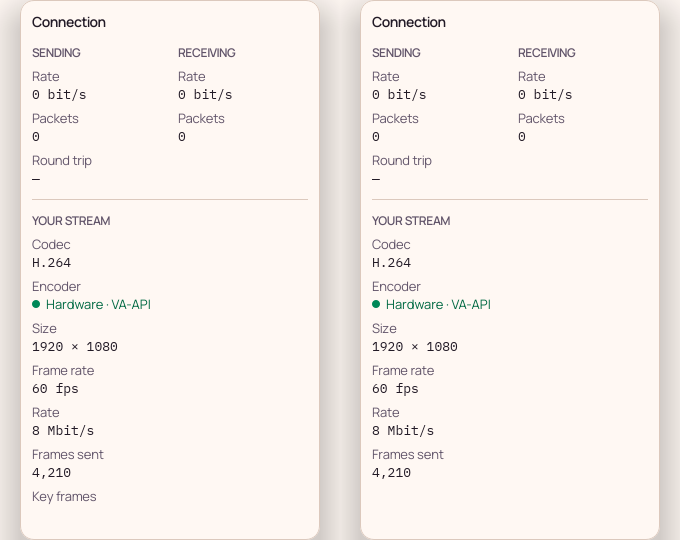 Connection
SENDING
RECEIVING
Rate
0 bit/s
Rate
0 bit/s
Packets
0
Packets
0
Round trip
—
YOUR STREAM
Codec
H.264
Encoder
Hardware · VA-API
Size
1920 × 1080
Frame rate
60 fps
Rate
8 Mbit/s
Frames sent
4,210
Key frames
Connection
SENDING
RECEIVING
Rate
0 bit/s
Rate
0 bit/s
Packets
0
Packets
0
Round trip
—
YOUR STREAM
Codec
H.264
Encoder
Hardware · VA-API
Size
1920 × 1080
Frame rate
60 fps
Rate
8 Mbit/s
Frames sent
4,210